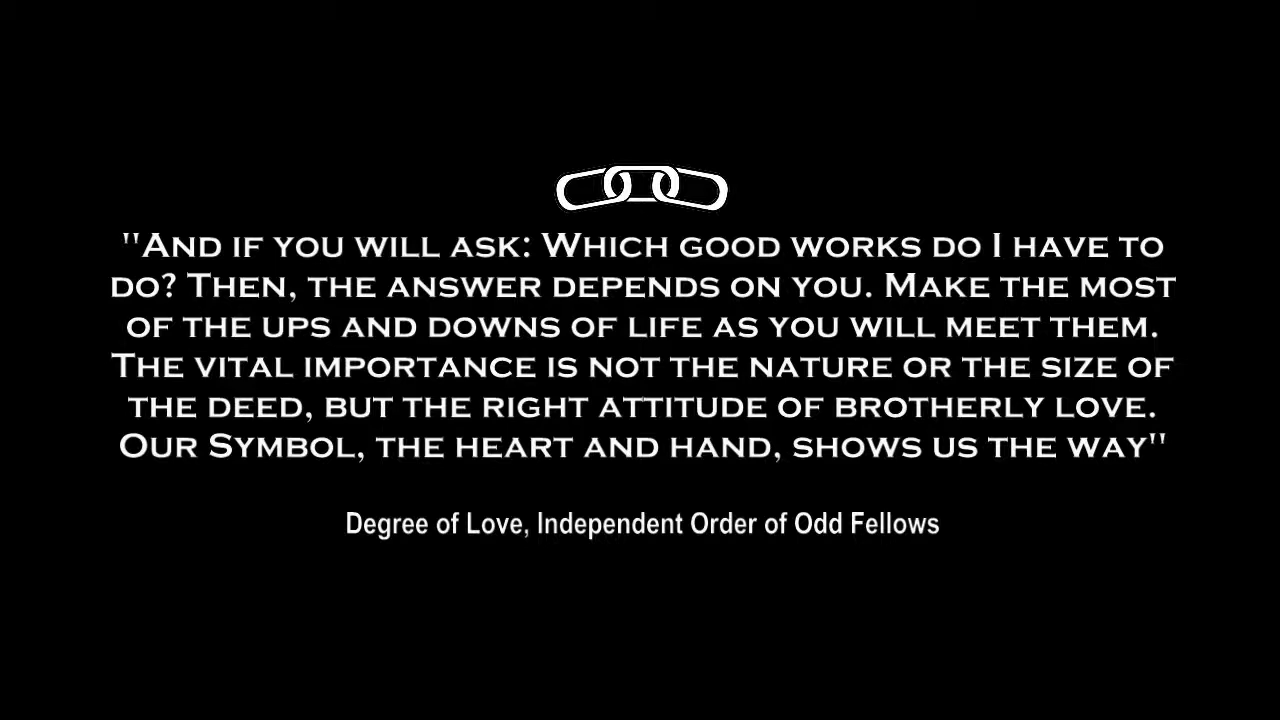 "And if you will ask: Which good works do I have to
do? Then, the answer depends on you. Make the most
of the ups and downs of life as you will meet them.
The vital importance is not the nature or the size of
the deed, but the right attitude of brotherly love.
Our Symbol, the heart and hand, shows us the way"
Degree of Love, Independent Order of Odd Fellows